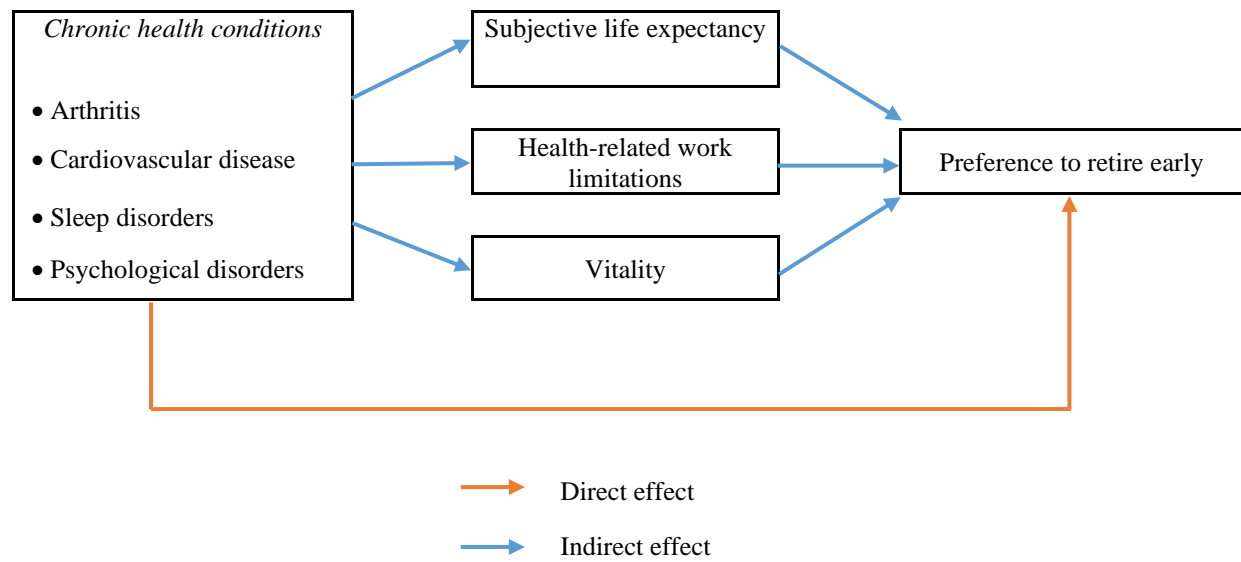 Chronic health conditions
• Arthritis
• Cardiovascular disease
• Sleep disorders
• Psychological disorders
Subjective life expectancy
Health-related work
limitations
Vitality
Preference to retire early
Direct effect
Indirect effect